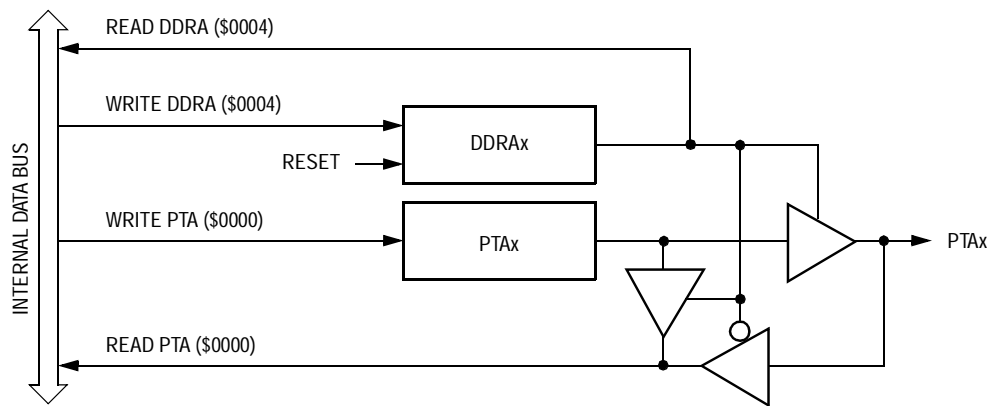 READ DDRA ($0004)
WRITE DDRA ($0004)
DDRAx
RESET
WRITE PTA ($0000)
PTAx
PTAx
READ PTA ($0000)
INTERNAL DATA BUS